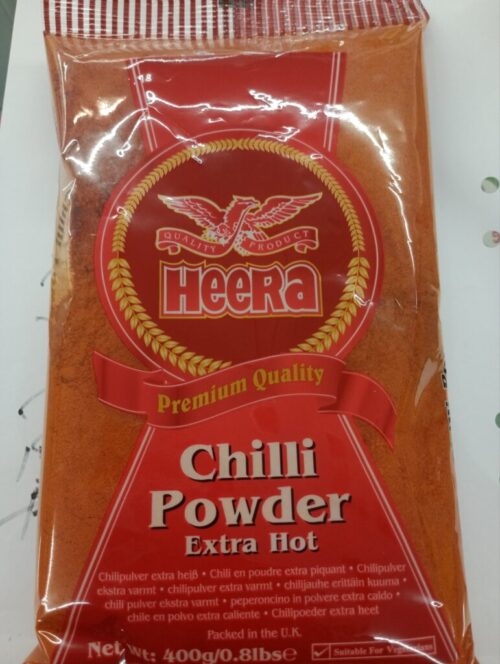 QUALITY PRODUCT
HeeRa
Premium Quality
Chilli
Powder
Extra Hot
Chilipulver extra heiß • Chili en poudre extra piquant • Chilipulver
ekstra varmt • chilipulver extra varmt • chilijauhe erittäin kuuma •
chili pulver ekstra varmt • peperoncino in polvere extra caldo •
chile en polvo extra caliente • Chilipoeder extra heet
Packed in the U.K.
Net wt: 400g/0.8lbs℮
Suitable For Vegetarians